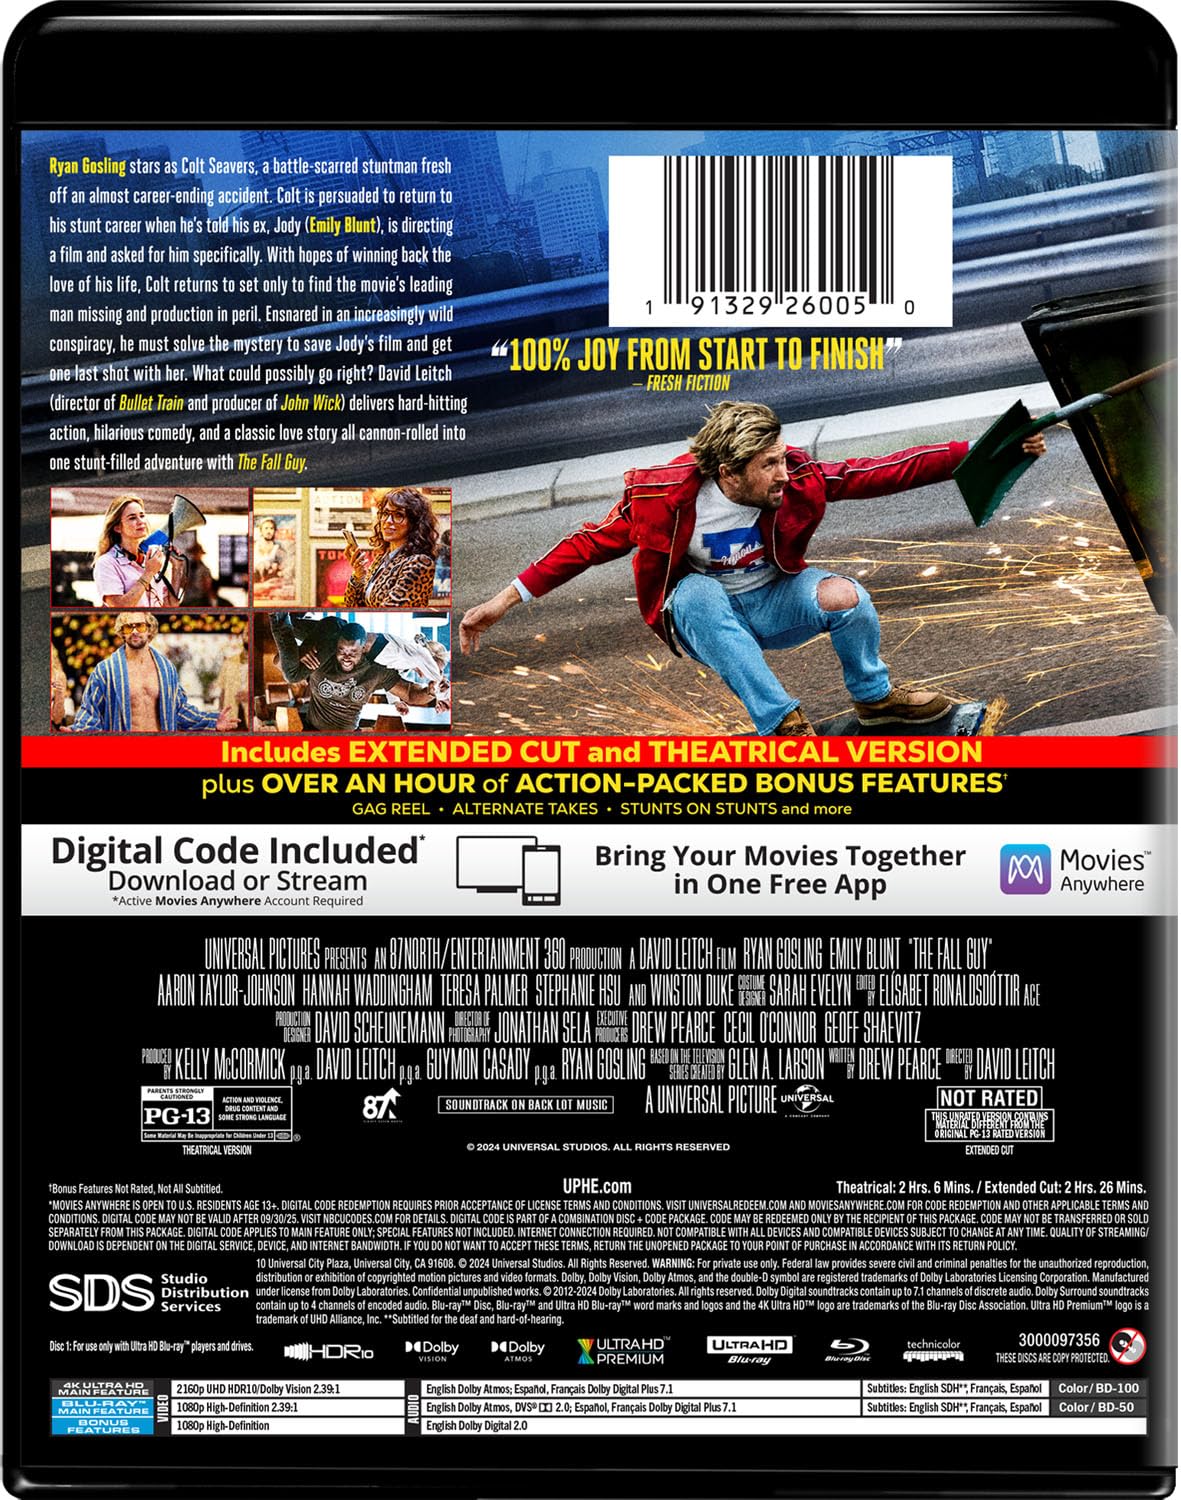 Ryan Gosling stars as Colt Seavers, a battle-scarred stuntman fresh
off an almost career-ending accident. Colt is persuaded to return to
his stunt career when he's told his ex, Jody (Emily Blunt), is directing
a film and asked for him specifically. With hopes of winning back the
love of his life, Colt returns to set only to find the movie's leading
man missing and production in peril. Ensnared in an increasingly wild
conspiracy, he must solve the mystery to save Jody's film and get
one last shot with her. What could possibly go right? David Leitch
(director of Bullet Train and producer of John Wick) delivers hard-hitting
action, hilarious comedy, and a classic love story all cannon-rolled into
one stunt-filled adventure with The Fall Guy.
1 91329 26005 0
“100% JOY FROM START TO FINISH”
– FRESH FICTION
Includes EXTENDED CUT and THEATRICAL VERSION
plus OVER AN HOUR of ACTION-PACKED BONUS FEATURES†
GAG REEL • ALTERNATE TAKES • STUNTS ON STUNTS and more
Digital Code Included*
Download or Stream
*Active Movies Anywhere Account Required
Bring Your Movies Together
in One Free App
Movies™
Anywhere
UNIVERSAL PICTURES PRESENTS AN 87NORTH/ENTERTAINMENT 360 PRODUCTION A DAVID LEITCH FILM RYAN GOSLING EMILY BLUNT "THE FALL GUY"
AARON TAYLOR-JOHNSON HANNAH WADDINGHAM TERESA PALMER STEPHANIE HSU AND WINSTON DUKE COSTUME DESIGNER SARAH EVELYN EDITED BY ELÍSABET RONALDSDÓTTIR ACE
PRODUCTION DESIGNER DAVID SCHEUNEMANN DIRECTOR OF PHOTOGRAPHY JONATHAN SELA EXECUTIVE PRODUCERS DREW PEARCE CECIL O'CONNOR GEOFF SHAEVITZ
PRODUCED BY KELLY McCORMICK p.g.a. DAVID LEITCH p.g.a. GUYMON CASADY p.g.a. RYAN GOSLING BASED ON THE TELEVISION SERIES CREATED BY GLEN A. LARSON WRITTEN BY DREW PEARCE DIRECTED BY DAVID LEITCH
PARENTS STRONGLY CAUTIONED
PG-13
ACTION AND VIOLENCE, DRUG CONTENT AND SOME STRONG LANGUAGE
Some Material May Be Inappropriate for Children Under 13
®
THEATRICAL VERSION
87
SOUNDTRACK ON BACK LOT MUSIC
A UNIVERSAL PICTURE
UNIVERSAL
A COMCAST COMPANY
NOT RATED
THIS UNRATED VERSION CONTAINS
MATERIAL DIFFERENT FROM THE
ORIGINAL PG-13 RATED VERSION
EXTENDED CUT
© 2024 UNIVERSAL STUDIOS. ALL RIGHTS RESERVED
†Bonus Features Not Rated, Not All Subtitled.
UPHE.com
Theatrical: 2 Hrs. 6 Mins. / Extended Cut: 2 Hrs. 26 Mins.
*MOVIES ANYWHERE IS OPEN TO U.S. RESIDENTS AGE 13+. DIGITAL CODE REDEMPTION REQUIRES PRIOR ACCEPTANCE OF LICENSE TERMS AND CONDITIONS. VISIT UNIVERSALREDEEM.COM AND MOVIESANYWHERE.COM FOR CODE REDEMPTION AND OTHER APPLICABLE TERMS AND
CONDITIONS. DIGITAL CODE MAY NOT BE VALID AFTER 09/30/25. VISIT NBCUCODES.COM FOR DETAILS. DIGITAL CODE IS PART OF A COMBINATION DISC + CODE PACKAGE. CODE MAY BE REDEEMED ONLY BY THE RECIPIENT OF THIS PACKAGE. CODE MAY NOT BE TRANSFERRED OR SOLD
SEPARATELY FROM THIS PACKAGE. DIGITAL CODE APPLIES TO MAIN FEATURE ONLY; SPECIAL FEATURES NOT INCLUDED. INTERNET CONNECTION REQUIRED. NOT COMPATIBLE WITH ALL DEVICES AND COMPATIBLE DEVICES SUBJECT TO CHANGE AT ANY TIME. QUALITY OF STREAMING/
DOWNLOAD IS DEPENDENT ON THE DIGITAL SERVICE, DEVICE, AND INTERNET BANDWIDTH. IF YOU DO NOT WANT TO ACCEPT THESE TERMS, RETURN THE UNOPENED PACKAGE TO YOUR POINT OF PURCHASE IN ACCORDANCE WITH ITS RETURN POLICY.
SDS Studio
Distribution
Services
10 Universal City Plaza, Universal City, CA 91608. © 2024 Universal Studios. All Rights Reserved. WARNING: For private use only. Federal law provides severe civil and criminal penalties for the unauthorized reproduction,
distribution or exhibition of copyrighted motion pictures and video formats. Dolby, Dolby Vision, Dolby Atmos, and the double-D symbol are registered trademarks of Dolby Laboratories Licensing Corporation. Manufactured
under license from Dolby Laboratories. Confidential unpublished works. © 2012-2024 Dolby Laboratories. All rights reserved. Dolby Digital soundtracks contain up to 7.1 channels of discrete audio. Dolby Surround soundtracks
contain up to 4 channels of encoded audio. Blu-ray™ Disc, Blu-ray™ and Ultra HD Blu-ray™ word marks and logos and the 4K Ultra HD™ logo are trademarks of the Blu-ray Disc Association. Ultra HD Premium™ logo is a
trademark of UHD Alliance, Inc. **Subtitled for the deaf and hard-of-hearing.
Disc 1: For use only with Ultra HD Blu-ray™ players and drives.
HDR10
Dolby
VISION
Dolby
ATMOS
ULTRAHD™
PREMIUM
ULTRA HD
Blu-ray
Blu-ray Disc
technicolor
3000097356
THESE DISCS ARE COPY PROTECTED.
4K ULTRA HD
MAIN FEATURE
BLU-RAY™
MAIN FEATURE
BONUS
FEATURES
VIDEO
2160p UHD HDR10/Dolby Vision 2.39:1
1080p High-Definition 2.39:1
1080p High-Definition
AUDIO
English Dolby Atmos; Español, Français Dolby Digital Plus 7.1
English Dolby Atmos, DVS® 2.0; Español, Français Dolby Digital Plus 7.1
English Dolby Digital 2.0
Subtitles: English SDH**, Français, Español
Subtitles: English SDH**, Français, Español
Color/BD-100
Color/BD-50